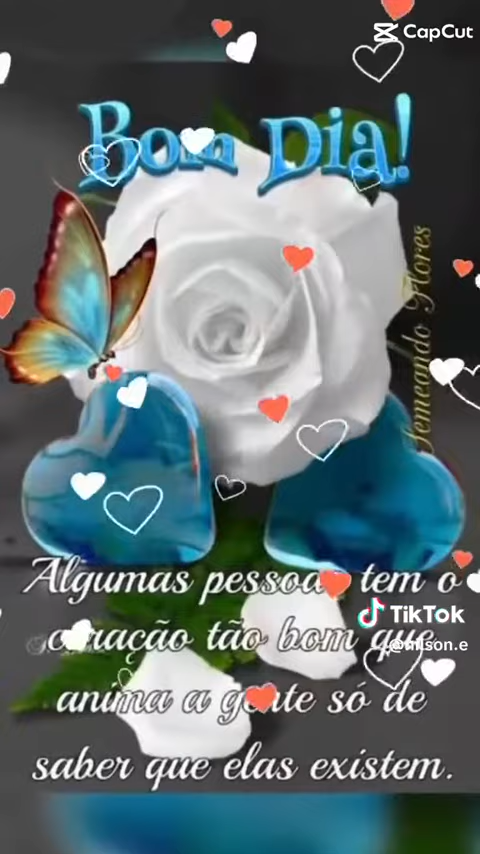 CapCut
Bom Dia!
Semeando Flores
Algumas pessoas tem o
coração tão bom que
anima a gente só de
saber que elas existem.
TikTok